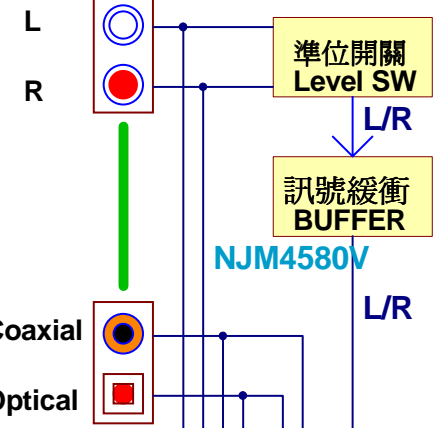 L
R
準位開關
Level SW
L/R
訊號緩衝
BUFFER
NJM4580V
L/R
Coaxial
Optical